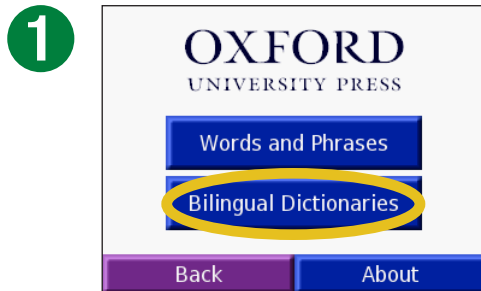 1
OXFORD
UNIVERSITY PRESS
Words and Phrases
Bilingual Dictionaries
Back
About